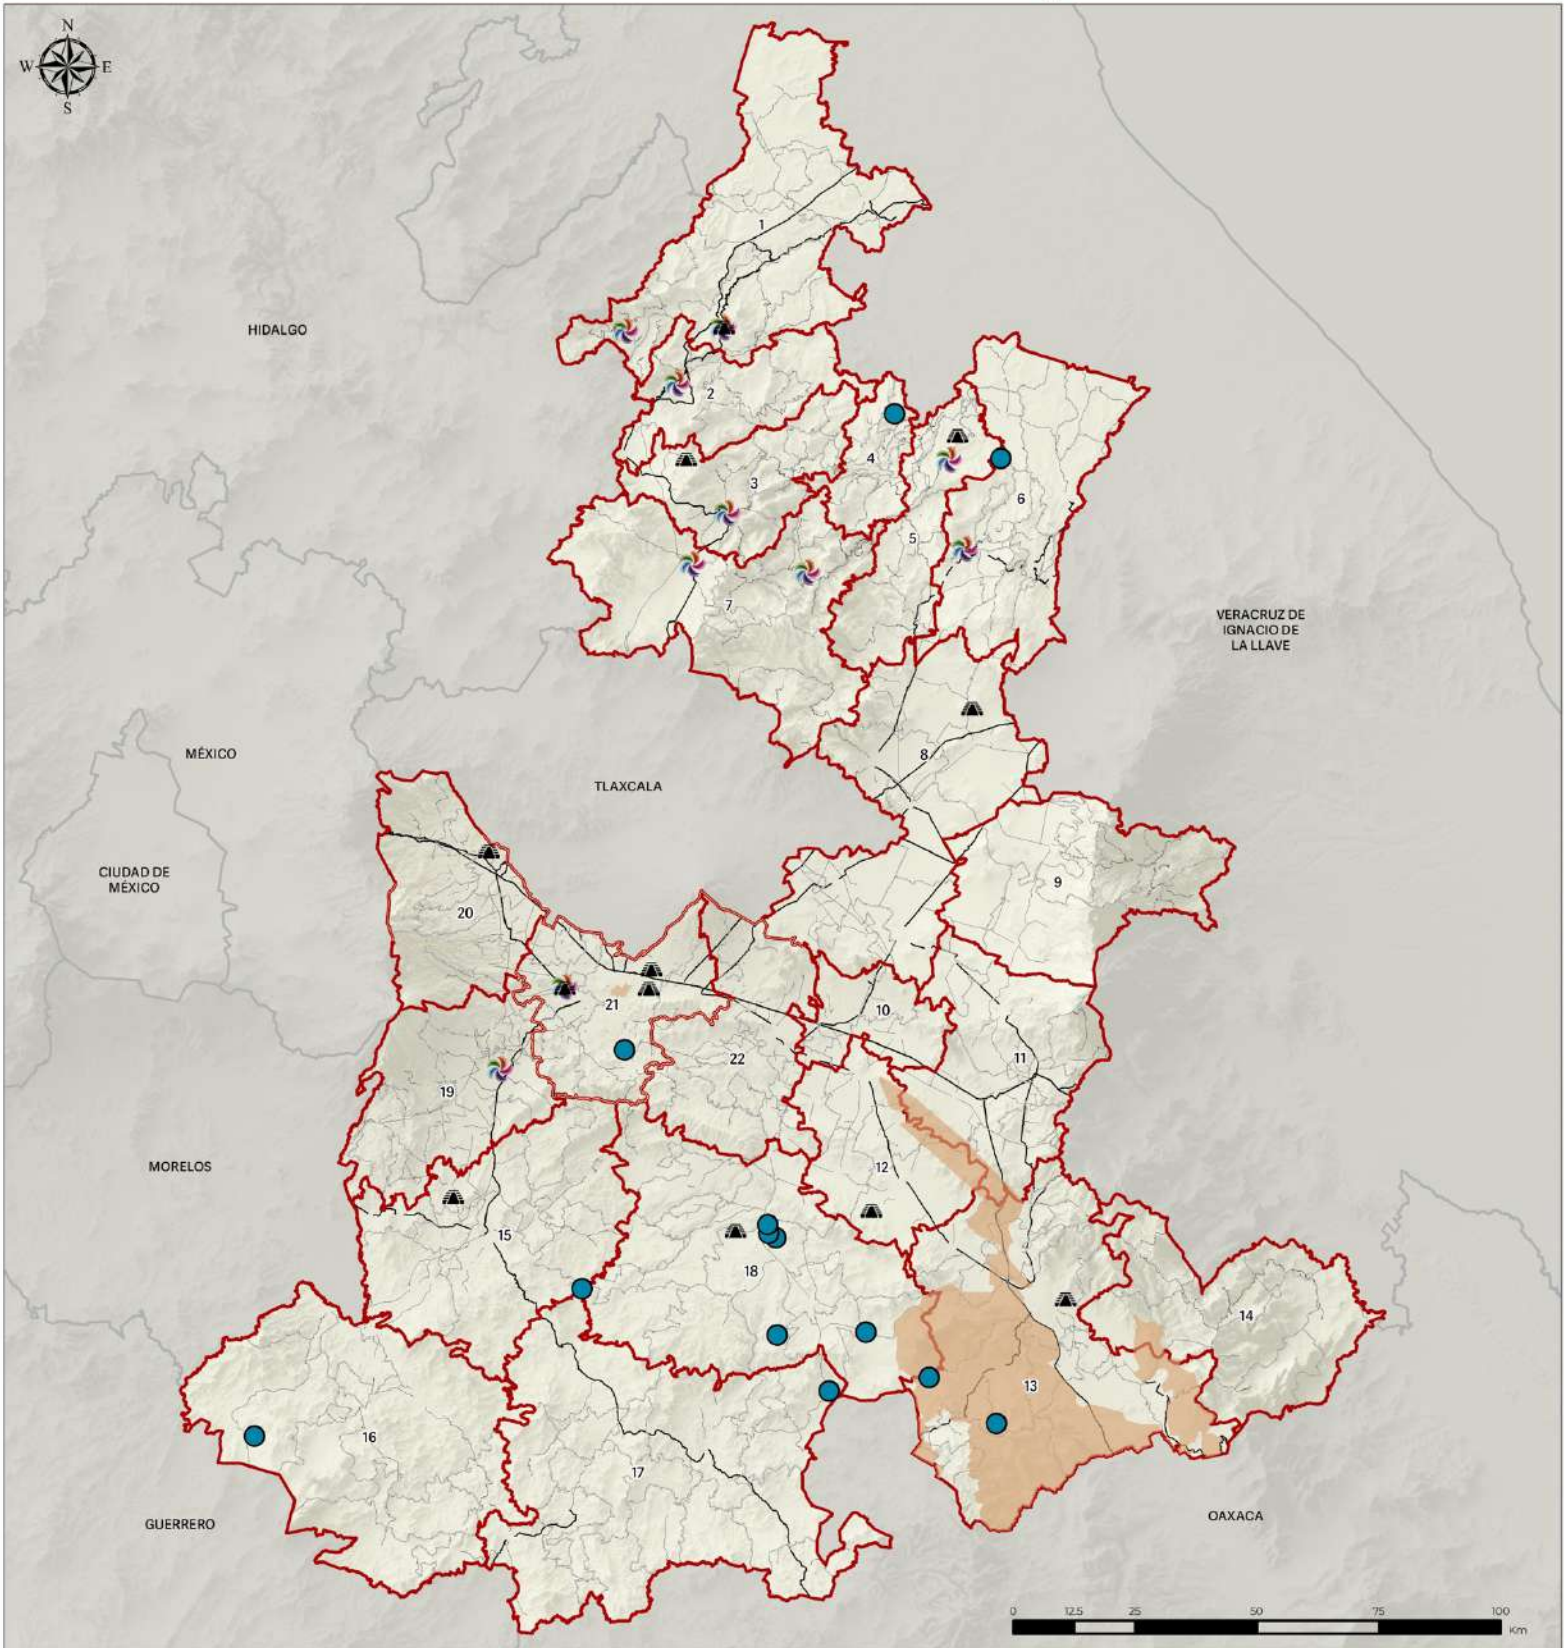 N
W E
S
1
HIDALGO
2
4
3
6
5
7
VERACRUZ DE
IGNACIO DE
LA LLAVE
MÉXICO
8
TLAXCALA
CIUDAD DE
MÉXICO
9
20
21
10
22
11
19
MORELOS
12
15
18
14
13
16
17
GUERRERO
OAXACA
0 12.5 25 50 75 100
Km